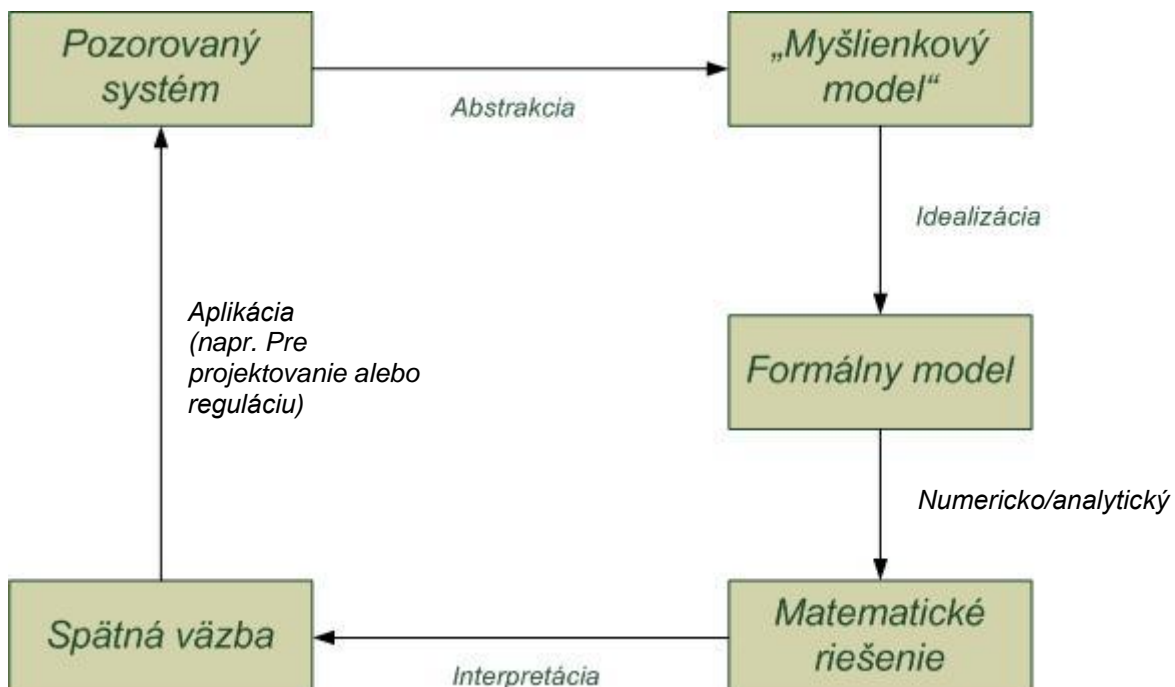 Pozorovaný
systém
Abstrakcia
„Myšlienkový
model“
Idealizácia
Formálny model
Numericko/analytický
Matematické
riešenie
Interpretácia
Spätná väzba
Aplikácia
(napr. Pre
projektovanie alebo
reguláciu)